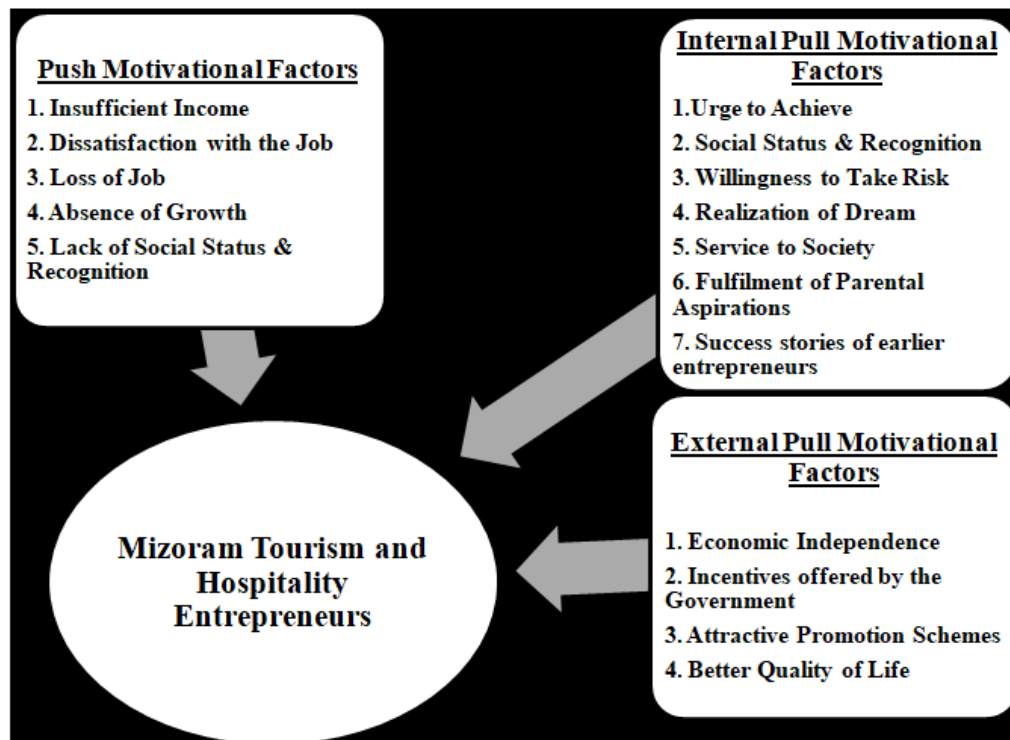 Push Motivational Factors
1. Insufficient Income
2. Dissatisfaction with the Job
3. Loss of Job
4. Absence of Growth
5. Lack of Social Status &
Recognition
Internal Pull Motivational
Factors
1.Urge to Achieve
2. Social Status & Recognition
3. Willingness to Take Risk
4. Realization of Dream
5. Service to Society
6. Fulfilment of Parental
Aspirations
7. Success stories of earlier
entrepreneurs
External Pull Motivational
Factors
1. Economic Independence
2. Incentives offered by the
Government
3. Attractive Promotion Schemes
4. Better Quality of Life
Mizoram Tourism and
Hospitality
Entrepreneurs